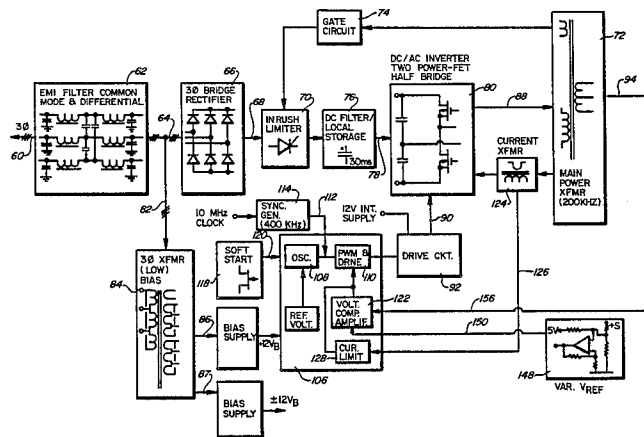 GATE CIRCUIT
74
72
EMI FILTER COMMON MODE & DIFFERENTIAL
62
3Ø BRIDGE RECTIFIER
66
DC/AC INVERTER TWO POWER-FET HALF BRIDGE
80
94
64
68
INRUSH LIMITER
70
DC FILTER/ LOCAL STORAGE
76
+1
30ms
78
88
3Ø
60
CURRENT XFMR
124
MAIN POWER XFMR (200KHZ)
82
10 MHz CLOCK
SYNC. GEN. (400 KHz)
114
112
12V INT. SUPPLY
90
3Ø XFMR (LOW) BIAS
84
SOFT START
118
120
OSC.
108
PWM & DRIVE
110
DRIVE CKT.
92
126
REF. VOLT.
VOLT. COMP. AMPLIF.
122
156
150
86
BIAS SUPPLY
+12VB
CUR. LIMIT
128
106
5V
+S
148
VAR. VREF
87
BIAS SUPPLY
±12VB